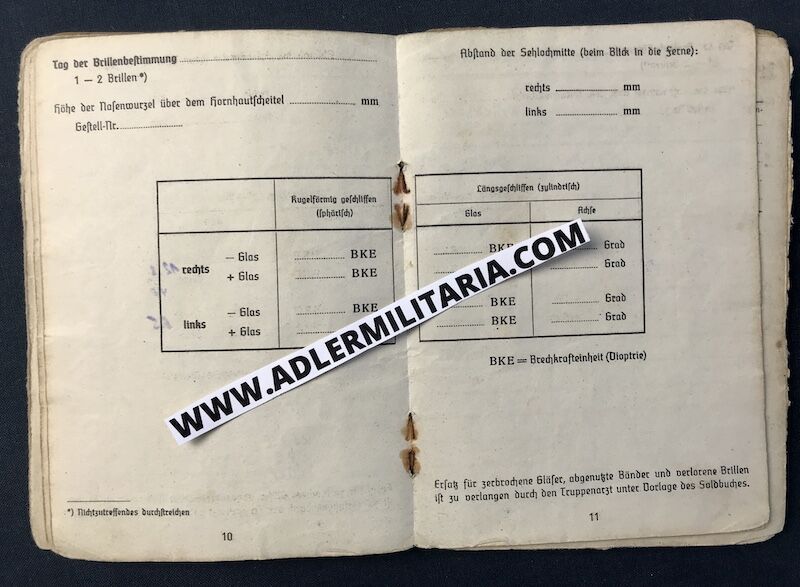 Tag der Brillenbestimmung
1 — 2 Brillen*)
Höhe der Nasenwurzel über dem Hornhautscheitel mm
Gestell-Nr.
Kugelförmig geschliffen
(sphärisch)
rechts
— Glas BKE
+ Glas BKE
links
— Glas BKE
+ Glas BKE
*) Nichtzutreffendes durchstreichen
10
Abstand der Sehlochmitte (beim Blick in die Ferne):
rechts mm
links mm
Längsgeschliffen (zylindrisch)
Glas Achse
BKE Grad
Grad
BKE Grad
BKE Grad
BKE = Brechkrafteinheit (Dioptrie)
Ersatz für zerbrochene Gläser, abgenutzte Bänder und verlorene Brillen
ist zu verlangen durch den Truppenarzt unter Vorlage des Soldbuches.
11
WWW.ADLERMILITARIA.COM